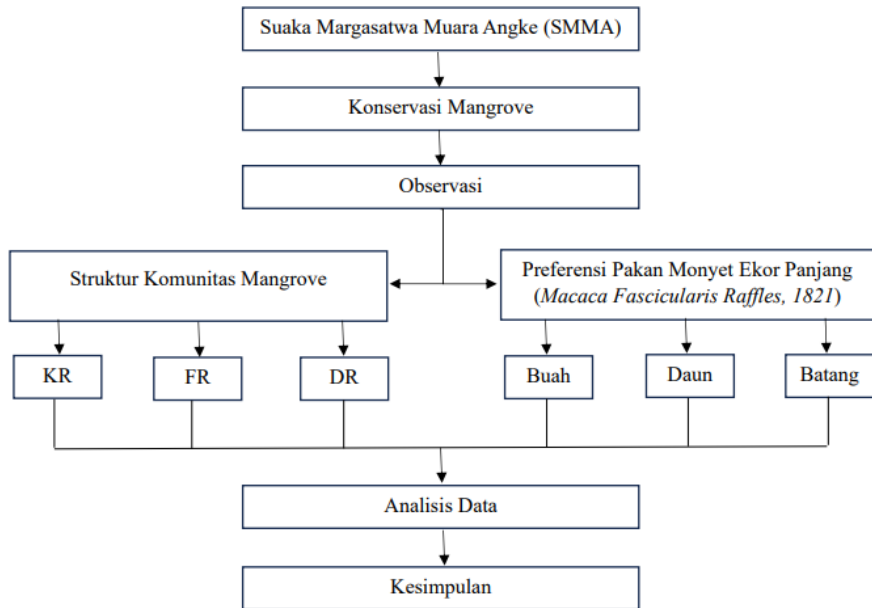 Suaka Margasatwa Muara Angke (SMMA)
Konservasi Mangrove
Observasi
Struktur Komunitas Mangrove
Preferensi Pakan Monyet Ekor Panjang
(Macaca Fascicularis Raffles, 1821)
KR
FR
DR
Buah
Daun
Batang
Analisis Data
Kesimpulan